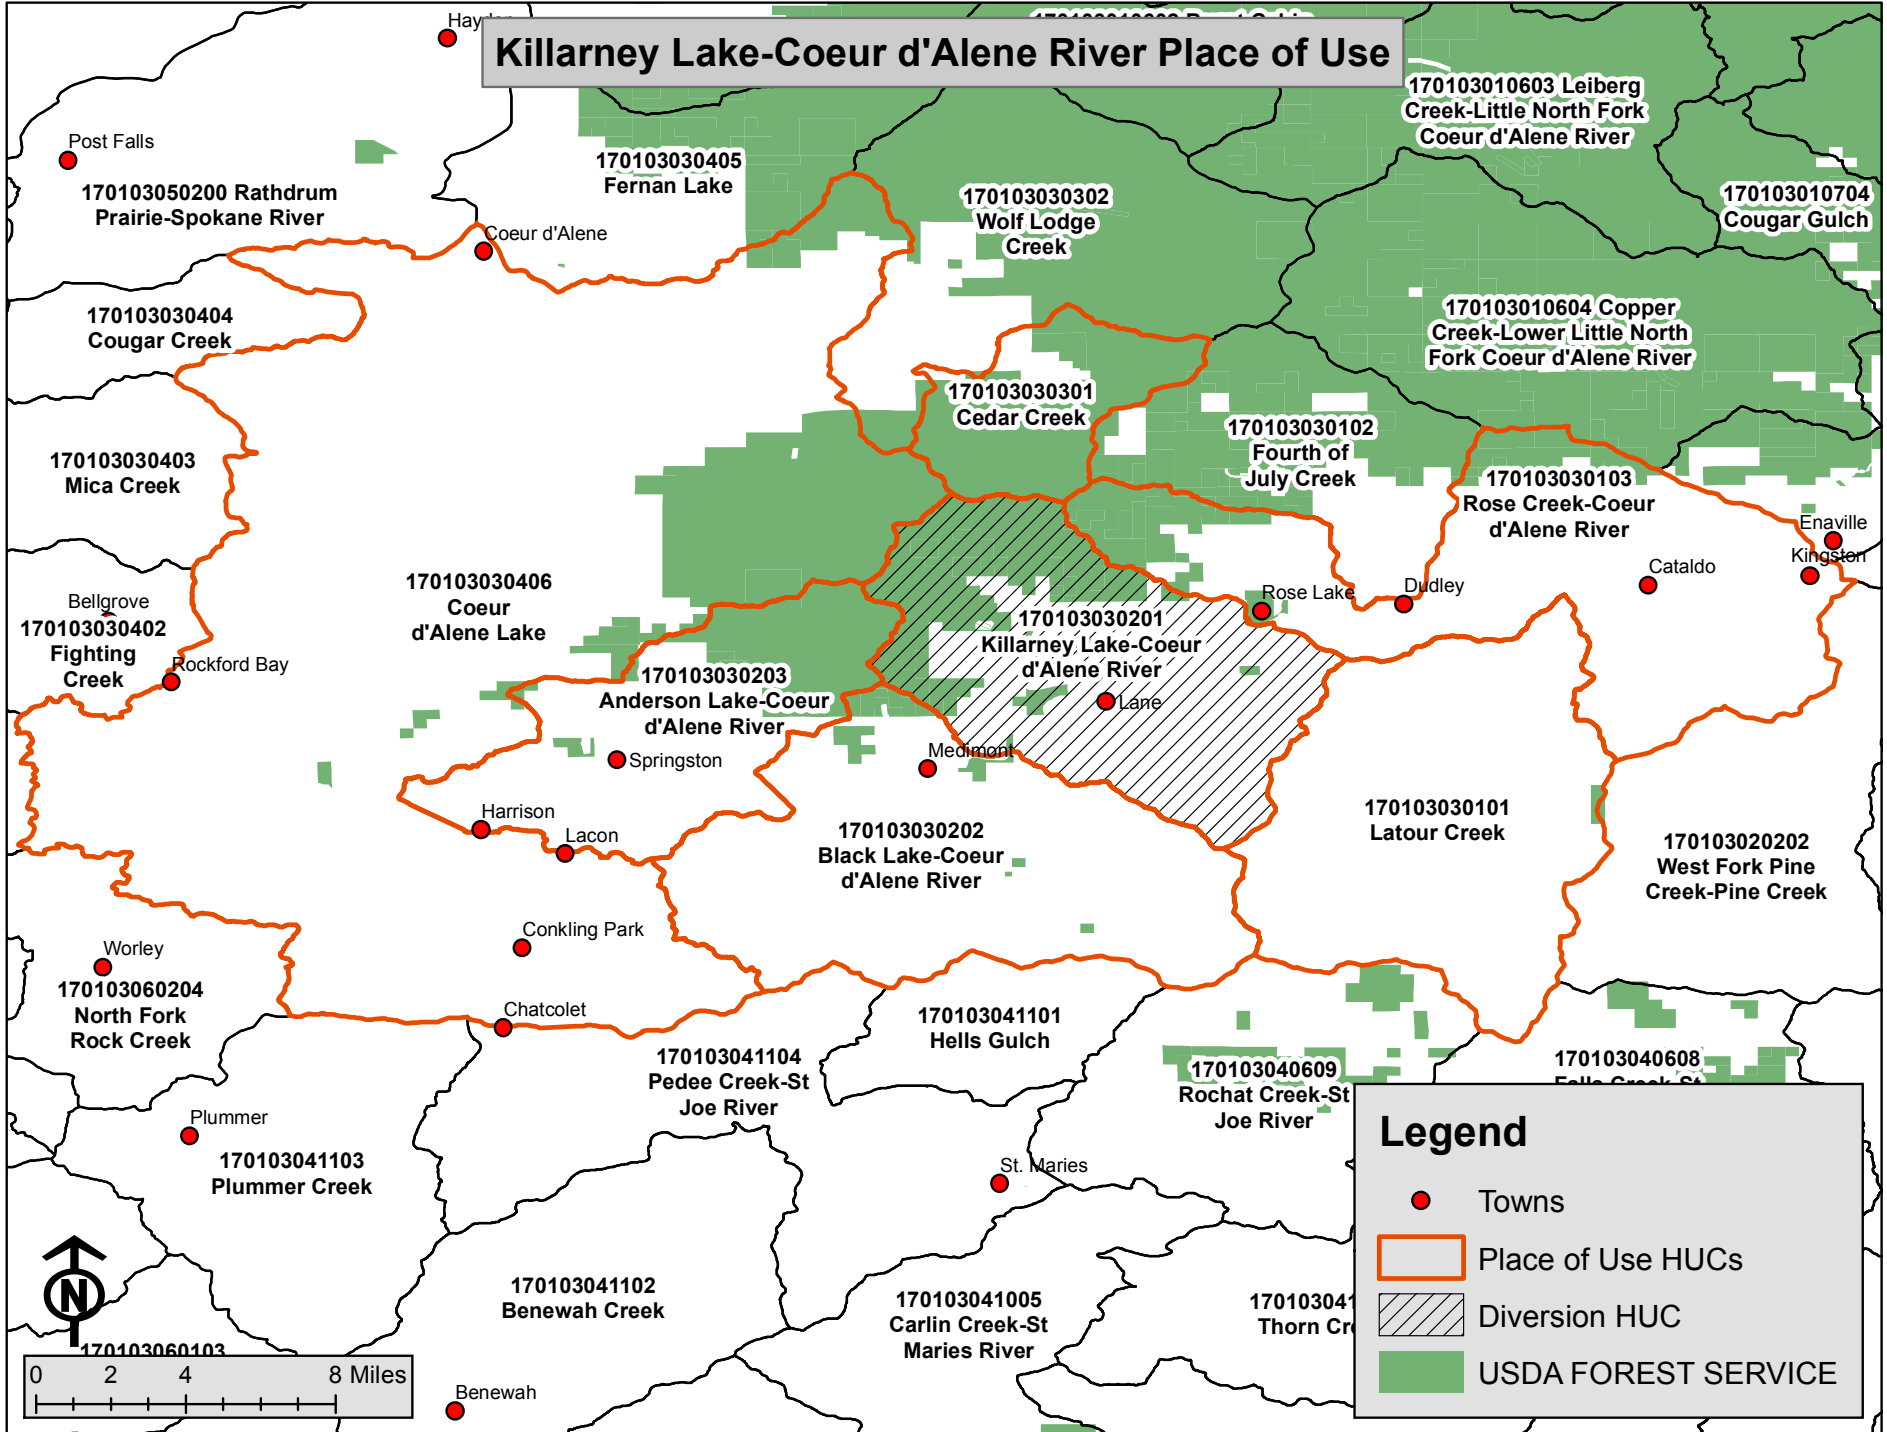 Killarney Lake-Coeur d'Alene River Place of Use
Post Falls
170103050200 Rathdrum
Prairie-Spokane River
170103030405
Fernan Lake
Coeur d'Alene
170103030302
Wolf Lodge
Creek
170103010603 Leiberg
Creek-Little North Fork
Coeur d'Alene River
170103010704
Cougar Gulch
170103030404
Cougar Creek
170103010604 Copper
Creek-Lower Little North
Fork Coeur d'Alene River
170103030301
Cedar Creek
170103030102
Fourth of
July Creek
170103030403
Mica Creek
170103030103
Rose Creek-Coeur
d'Alene River
Enaville
Kingston
Cataldo
Dudley
Rose Lake
170103030406
Coeur
d'Alene Lake
Bellgrove
170103030402
Fighting
Creek
Rockford Bay
170103030201
Killarney Lake-Coeur
d'Alene River
Lane
170103030203
Anderson Lake-Coeur
d'Alene River
Springston
Medimont
Harrison
Lacon
170103030202
Black Lake-Coeur
d'Alene River
170103030101
Latour Creek
170103020202
West Fork Pine
Creek-Pine Creek
Conkling Park
Worley
170103060204
North Fork
Rock Creek
Chatcolet
170103041101
Hells Gulch
170103041104
Pedee Creek-St
Joe River
170103040609
Rochat Creek-St
Joe River
170103040608
Plummer
170103041103
Plummer Creek
St. Maries
170103041102
Benewah Creek
170103041005
Carlin Creek-St
Maries River
Thorn
170103060103
Benewah
0 2 4 8 Miles
N
Legend
Towns
Place of Use HUCs
Diversion HUC
USDA FOREST SERVICE